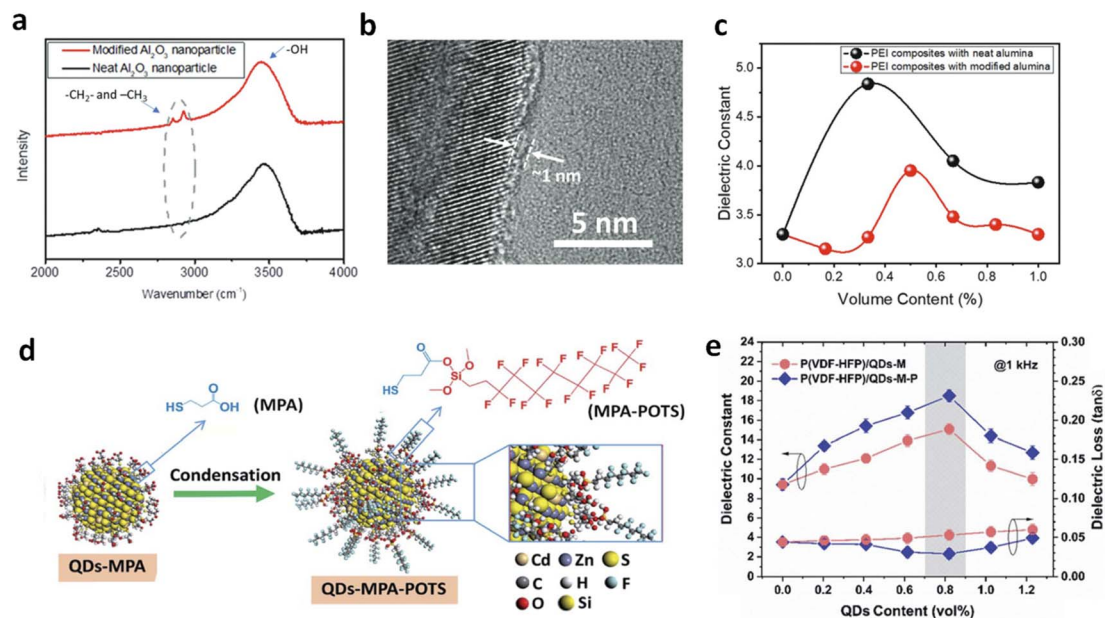 a
Modified Al2O3 nanoparticle
Neat Al2O3 nanoparticle
-OH
-CH2- and –CH3
Intensity
2000 2500 3000 3500 4000
Wavenumber (cm-1)
b
~1 nm
5 nm
c
PEI composites wiith neat alumina
PEI composites with modified alumina
Dielectric Constant
5.0
4.5
4.0
3.5
3.0
0.0 0.2 0.4 0.6 0.8 1.0
Volume Content (%)
d
HS
O
OH
(MPA)
Condensation
QDs-MPA
HS
O
O
O
Si
O
F F F F F F F F F F F F F F F F F
(MPA-POTS)
QDs-MPA-POTS
Cd Zn S
C H F
O Si
e
P(VDF-HFP)/QDs-M
P(VDF-HFP)/QDs-M-P
@1 kHz
Dielectric Constant
24
22
20
18
16
14
12
10
8
6
4
2
0
Dielectric Loss (tanδ)
0.30
0.25
0.20
0.15
0.10
0.05
0.00
0.0 0.2 0.4 0.6 0.8 1.0 1.2
QDs Content (vol%)